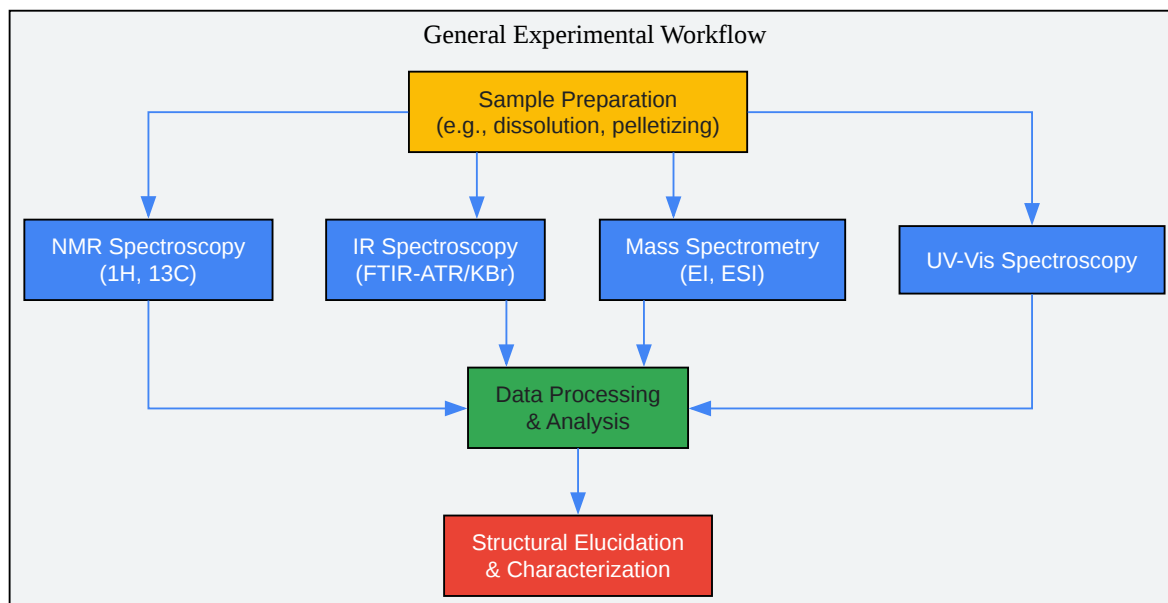 General Experimental Workflow
Sample Preparation
(e.g., dissolution, pelletizing)
NMR Spectroscopy
(1H, 13C)
IR Spectroscopy
(FTIR-ATR/KBr)
Mass Spectrometry
(EI, ESI)
UV-Vis Spectroscopy
Data Processing
& Analysis
Structural Elucidation
& Characterization